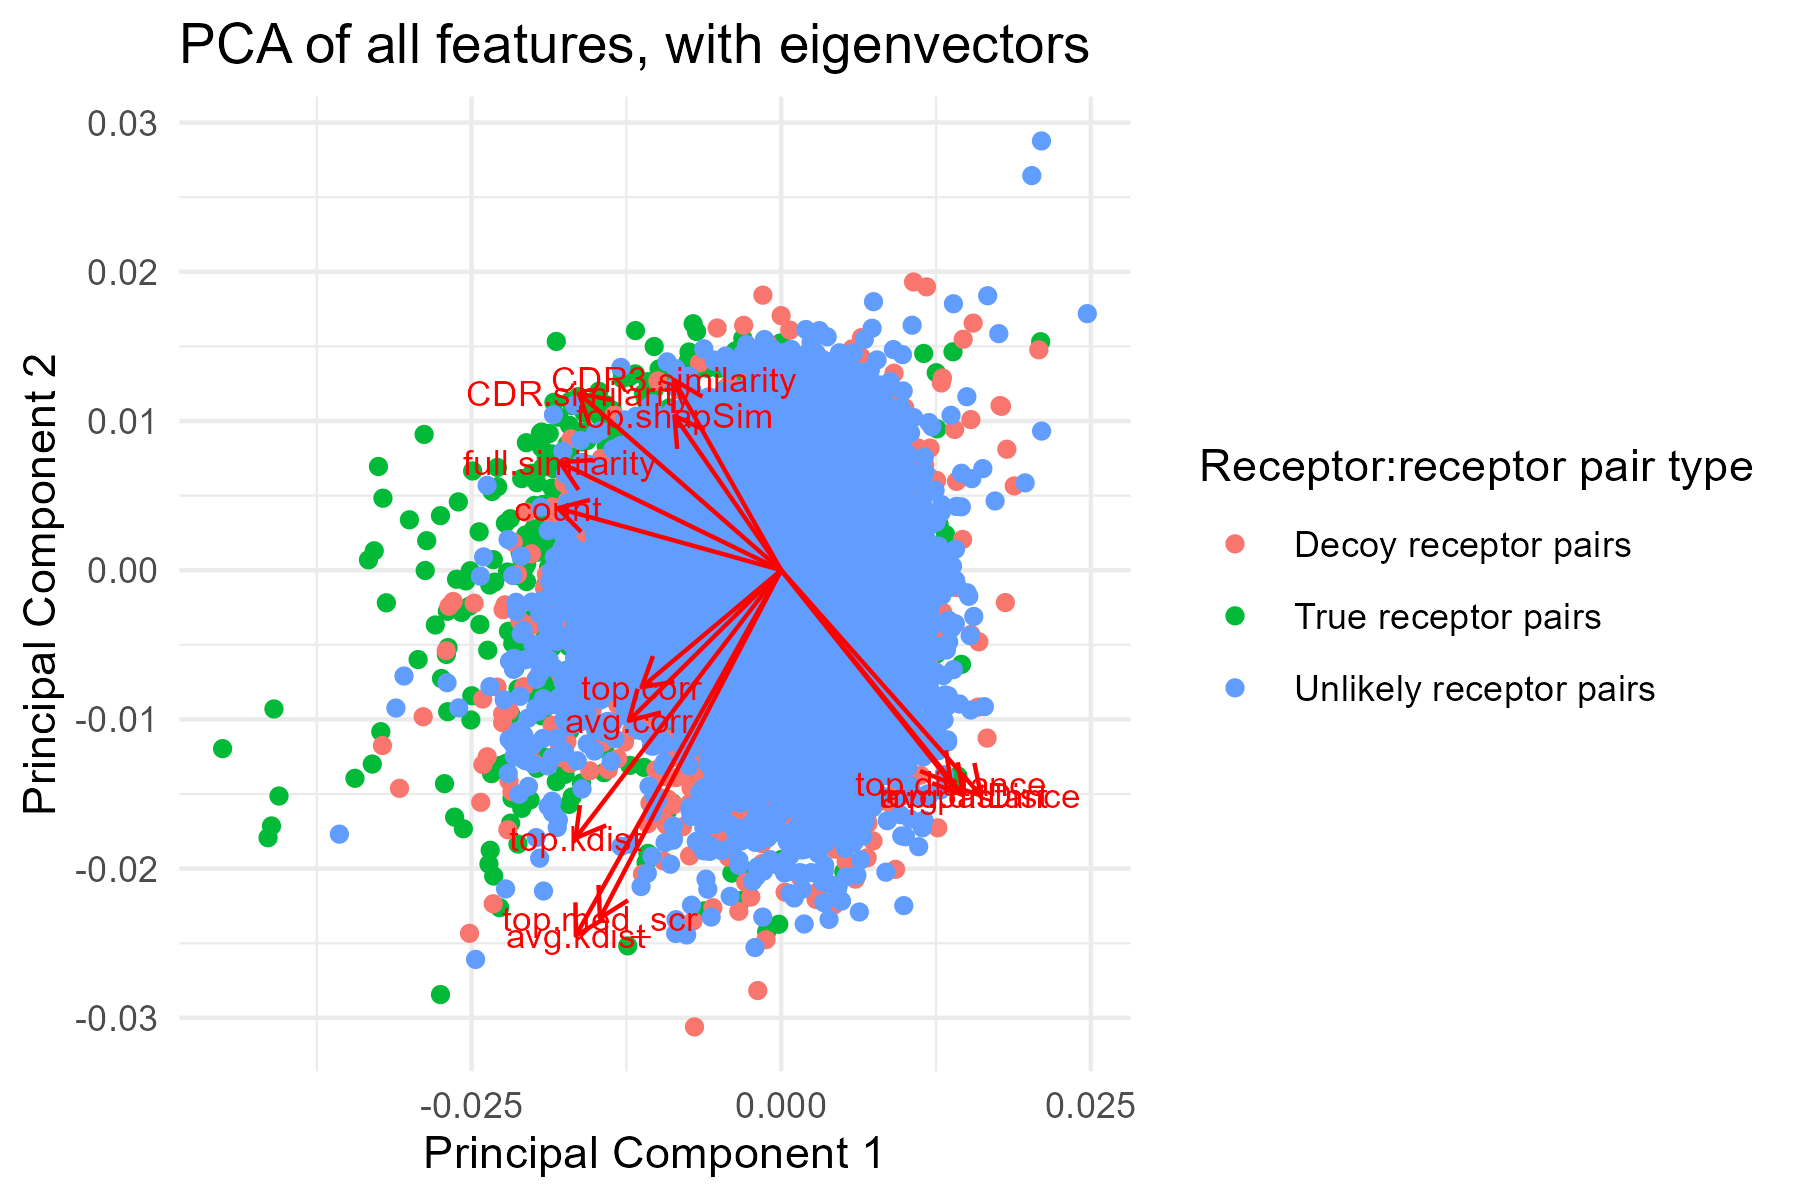 PCA of all features, with eigenvectors
0.03
0.02
0.01
0.00
-0.01
-0.02
-0.03
Principal Component 2
CDR3.similarity
CDR.similarity
top.shapSim
full.similarity
count
top.corr
avg.corr
top.distance
top.kdist
top.med_scr
avg.kdist
-0.025
0.000
0.025
Principal Component 1
Receptor:receptor pair type
Decoy receptor pairs
True receptor pairs
Unlikely receptor pairs